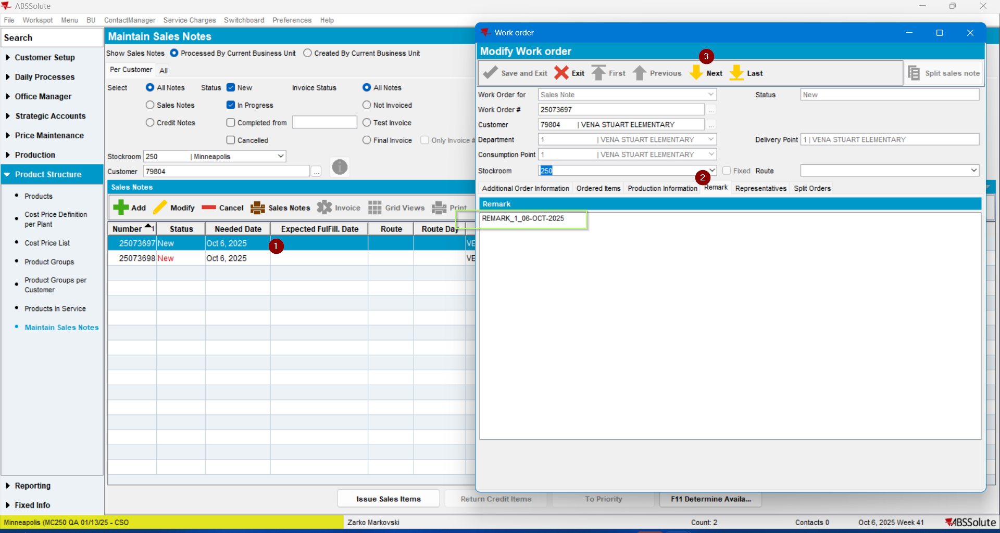 ABSSolute
File Workspot Menu BU ContactManager Service Charges Switchboard Preferences Help
Search
Customer Setup
Daily Processes
Office Manager
Strategic Accounts
Price Maintenance
Production
Product Structure
Products
Cost Price Definition
per Plant
Cost Price List
Product Groups
Product Groups per
Customer
Products In Service
Maintain Sales Notes
Reporting
Fixed Info
Maintain Sales Notes
Show Sales Notes Processed By Current Business Unit Created By Current Business Unit
Per Customer All
Select All Notes Status New Invoice Status All Notes
Sales Notes In Progress Not Invoiced
Credit Notes Completed from Test Invoice
Cancelled Final Invoice Only Invoice #
Stockroom 250 | Minneapolis
Customer 79804 ...
Sales Notes
Add Modify Cancel Sales Notes Invoice Grid Views Print
Number 1 Status Needed Date Expected FulFill. Date Route Route Day
25073697 New Oct 6, 2025 VE
25073698 New Oct 6, 2025 VE
1
Work order
Modify Work order
3
Save and Exit Exit First Previous Next Last Split sales note
Work Order for Sales Note Status New
Work Order # 25073697 ...
Customer 79804 | VENA STUART ELEMENTARY ...
Department 1 | VENA STUART ELEMENTARY Delivery Point 1 | VENA STUART ELEMENTARY
Consumption Point 1 | VENA STUART ELEMENTARY
Stockroom 250 Fixed Route
2
Additional Order Information Ordered Items Production Information Remark Representatives Split Orders
Remark
REMARK_1_06-OCT-2025
Issue Sales Items Return Credit Items To Priority F11 Determine Availa...
Minneapolis (MC250 QA 01/13/25 - CSO Zarko Markovski Count: 2 Contacts 0 Oct 6, 2025 Week 41 ABSSolute